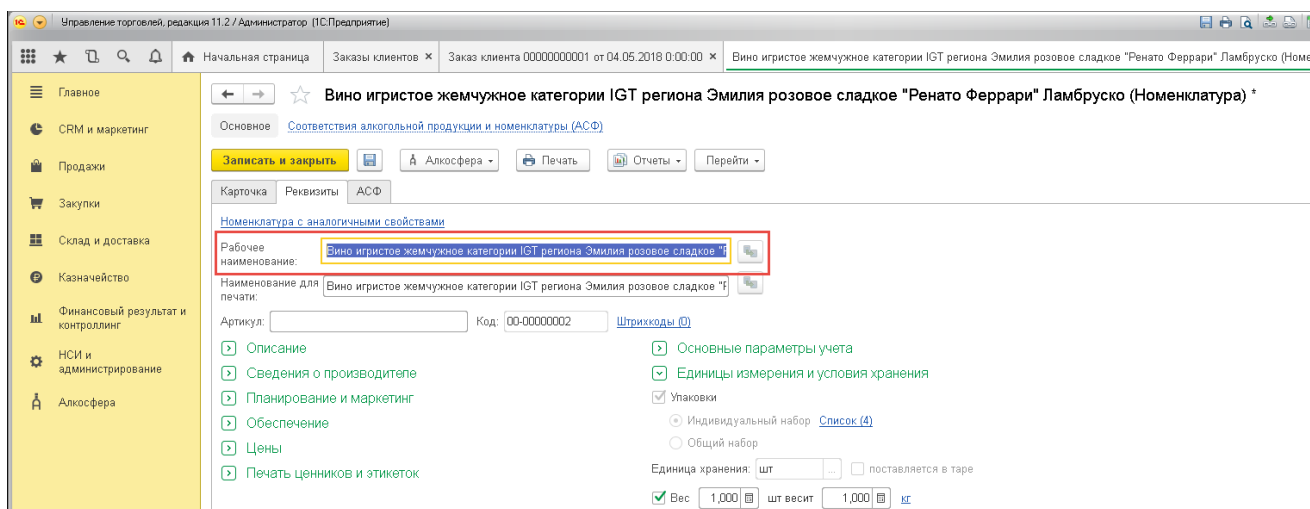 Управление торговлей, редакция 11.2 / Администратор (1С:Предприятие)
Начальная страница
Заказы клиентов ×
Заказ клиента 00000000001 от 04.05.2018 0:00:00 ×
Вино игристое жемчужное категории IGT региона Эмилия розовое сладкое "Ренато Феррари" Ламбруско (Номе
Главное
CRM и маркетинг
Продажи
Закупки
Склад и доставка
Казначейство
Финансовый результат и
контроллинг
НСИ и
администрирование
Алкосфера
Вино игристое жемчужное категории IGT региона Эмилия розовое сладкое "Ренато Феррари" Ламбруско (Номенклатура) *
Основное Соответствия алкогольной продукции и номенклатуры (АСФ)
Записать и закрыть Алкосфера Печать Отчеты Перейти
Карточка Реквизиты АСФ
Номенклатура с аналогичными свойствами
Рабочее
наименование:
Вино игристое жемчужное категории IGT региона Эмилия розовое сладкое "Р
Наименование для
печати:
Вино игристое жемчужное категории IGT региона Эмилия розовое сладкое "Р
Артикул: Код: 00-00000002 Штрихкоды (0)
Описание
Сведения о производителе
Планирование и маркетинг
Обеспечение
Цены
Печать ценников и этикеток
Основные параметры учета
Единицы измерения и условия хранения
Упаковки
Индивидуальный набор Список (4)
Общий набор
Единица хранения: шт ... поставляется в таре
Вес 1,000 шт весит 1,000 кг